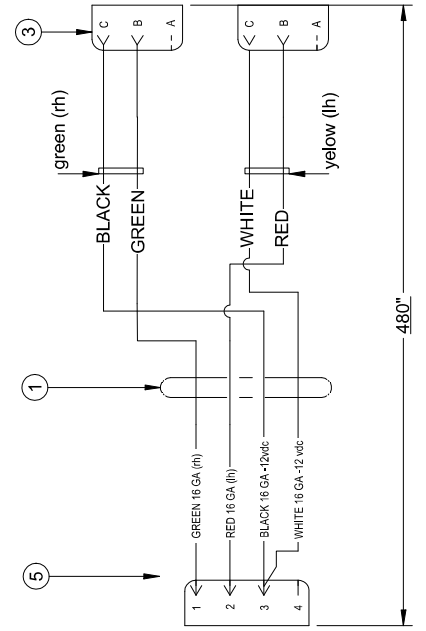 3
C
B
A
C
B
A
green (rh)
yelow (lh)
BLACK
GREEN
WHITE
RED
480"
1
GREEN 16 GA (rh)
RED 16 GA (lh)
BLACK 16 GA -12vdc
WHITE 16 GA -12 vdc
5
1
2
3
4